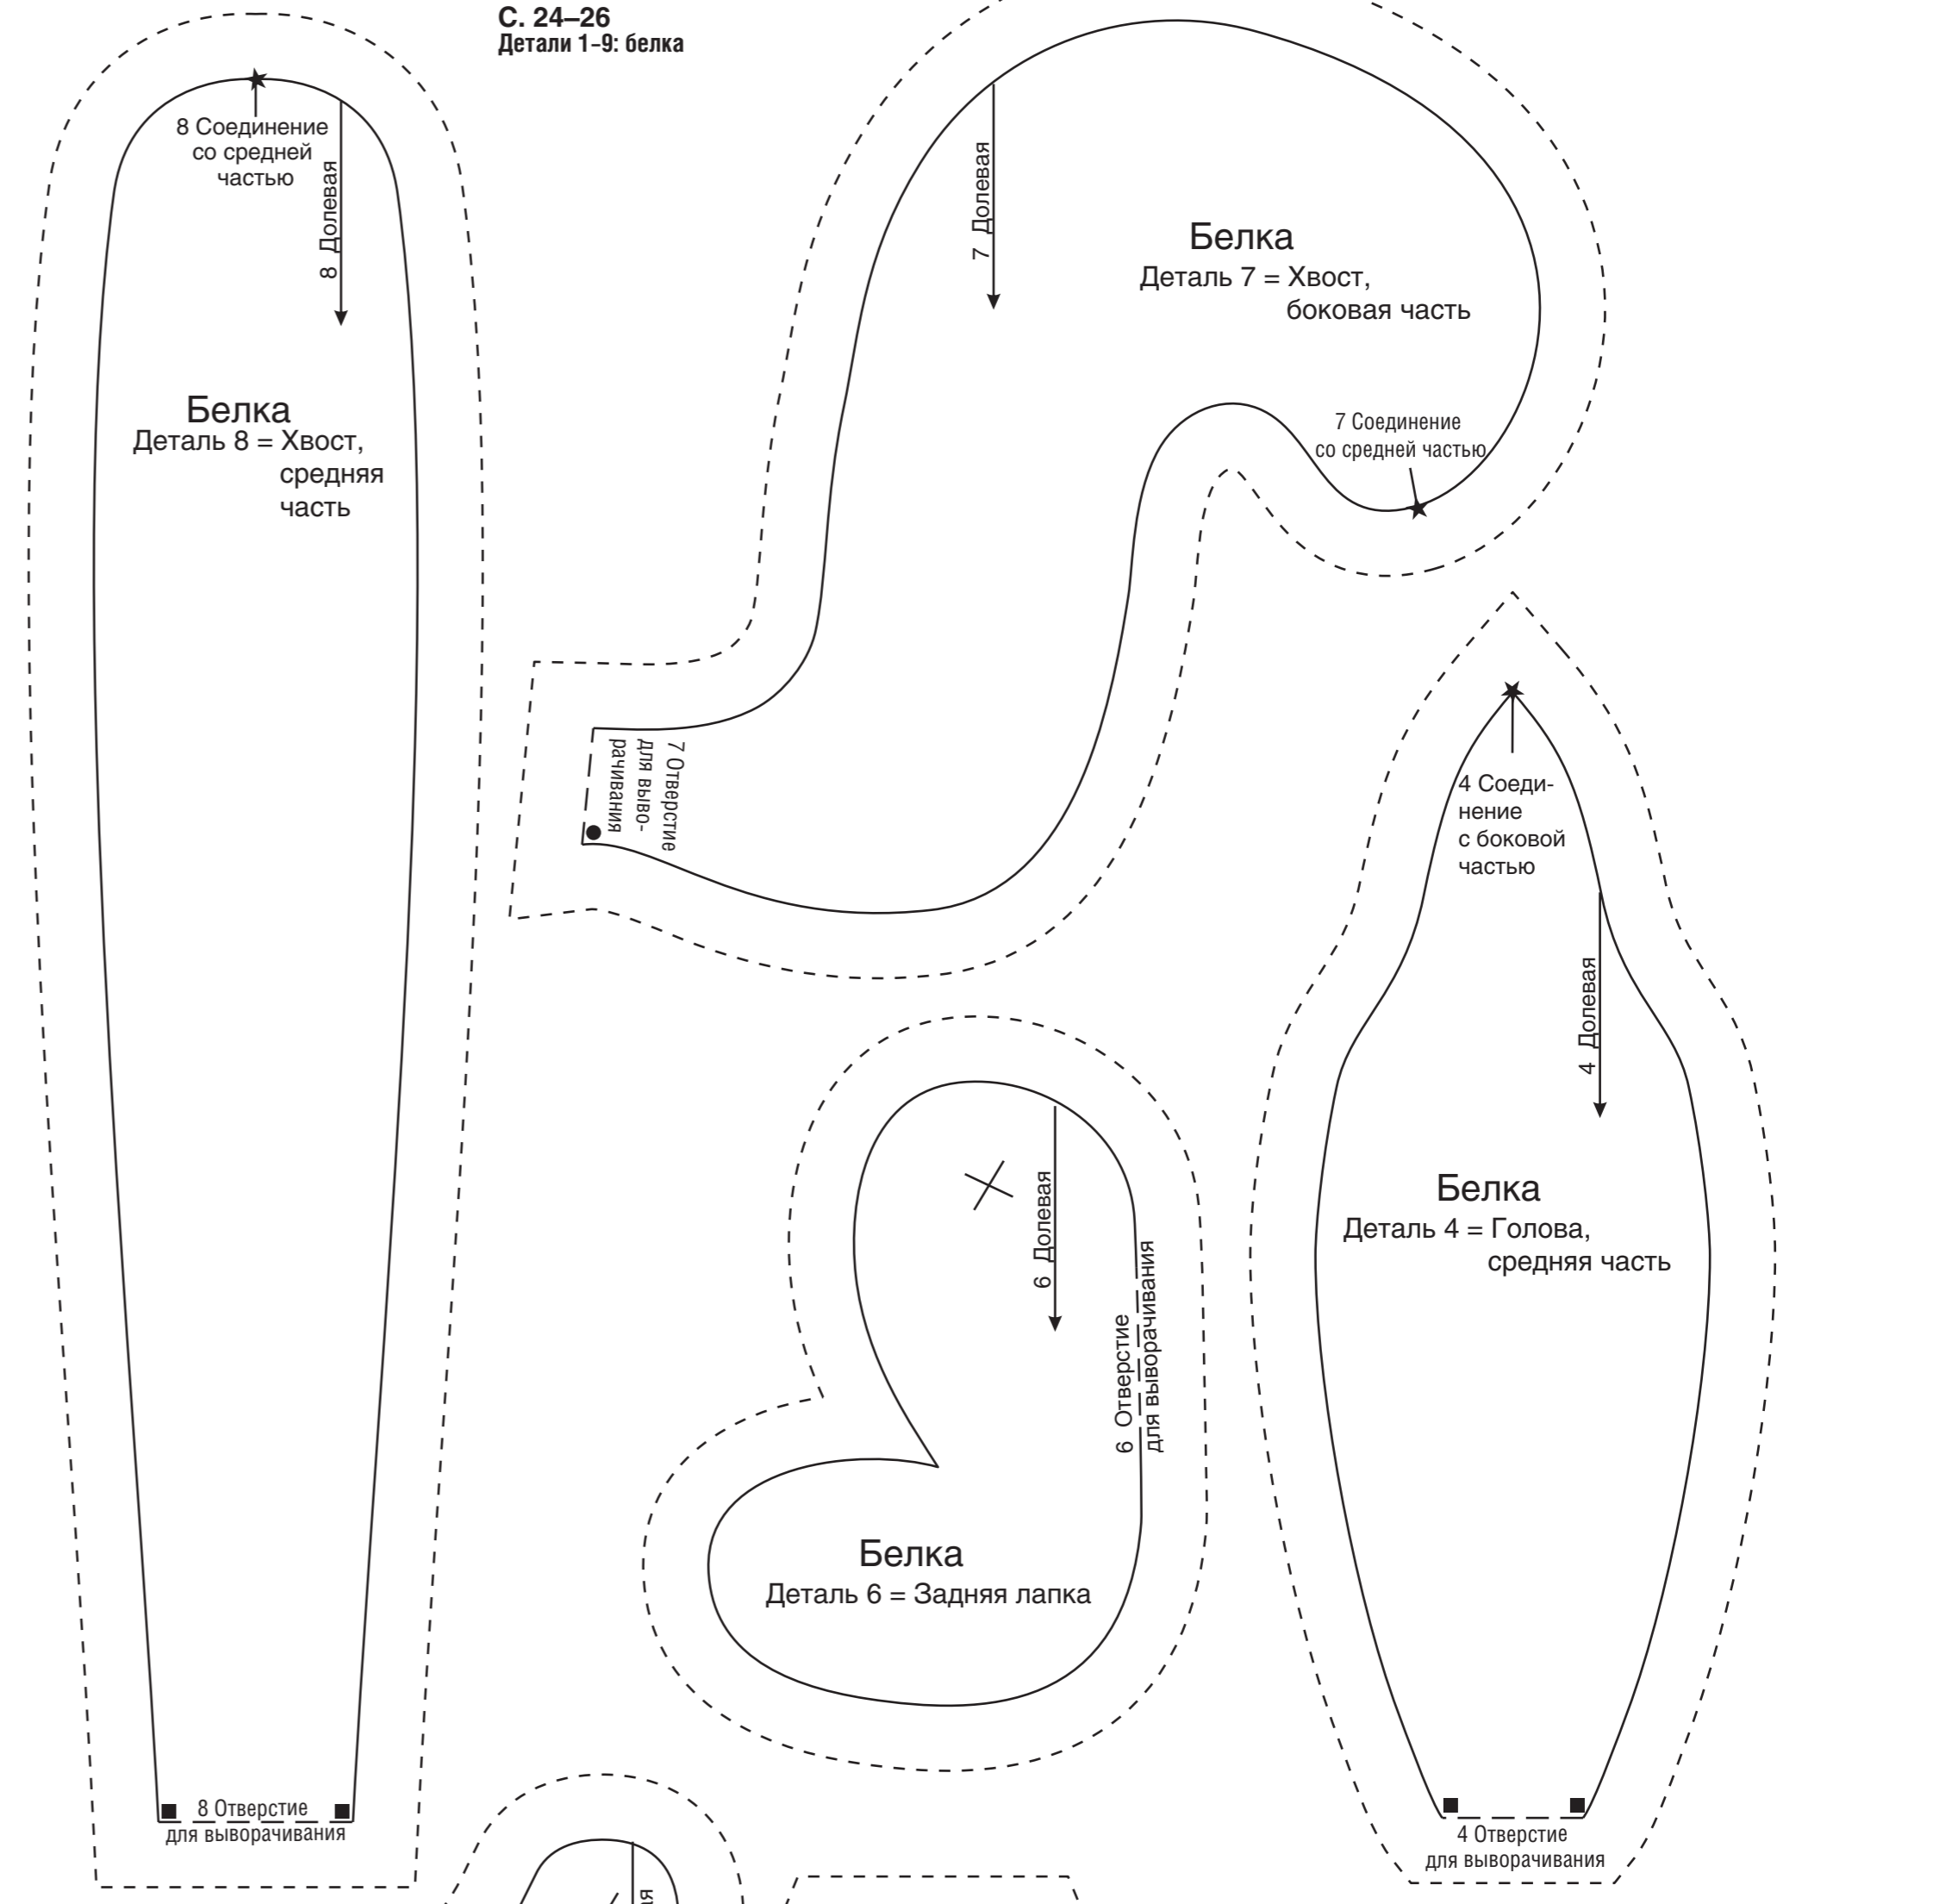 С. 24–26
Детали 1–9: белка
8 Соединение
со средней
частью
8 Долевая
Белка
Деталь 8 = Хвост,
средняя
часть
8 Отверстие
для выворачивания
7 Долевая
Белка
Деталь 7 = Хвост,
боковая часть
7 Соединение
со средней частью
7 Отверстие
для выво-
рачивания
4 Соеди-
нение
с боковой
частью
4 Долевая
Белка
Деталь 4 = Голова,
средняя часть
4 Отверстие
для выворачивания
6 Долевая
6 Отверстие
для выворачивания
Белка
Деталь 6 = Задняя лапка
ая